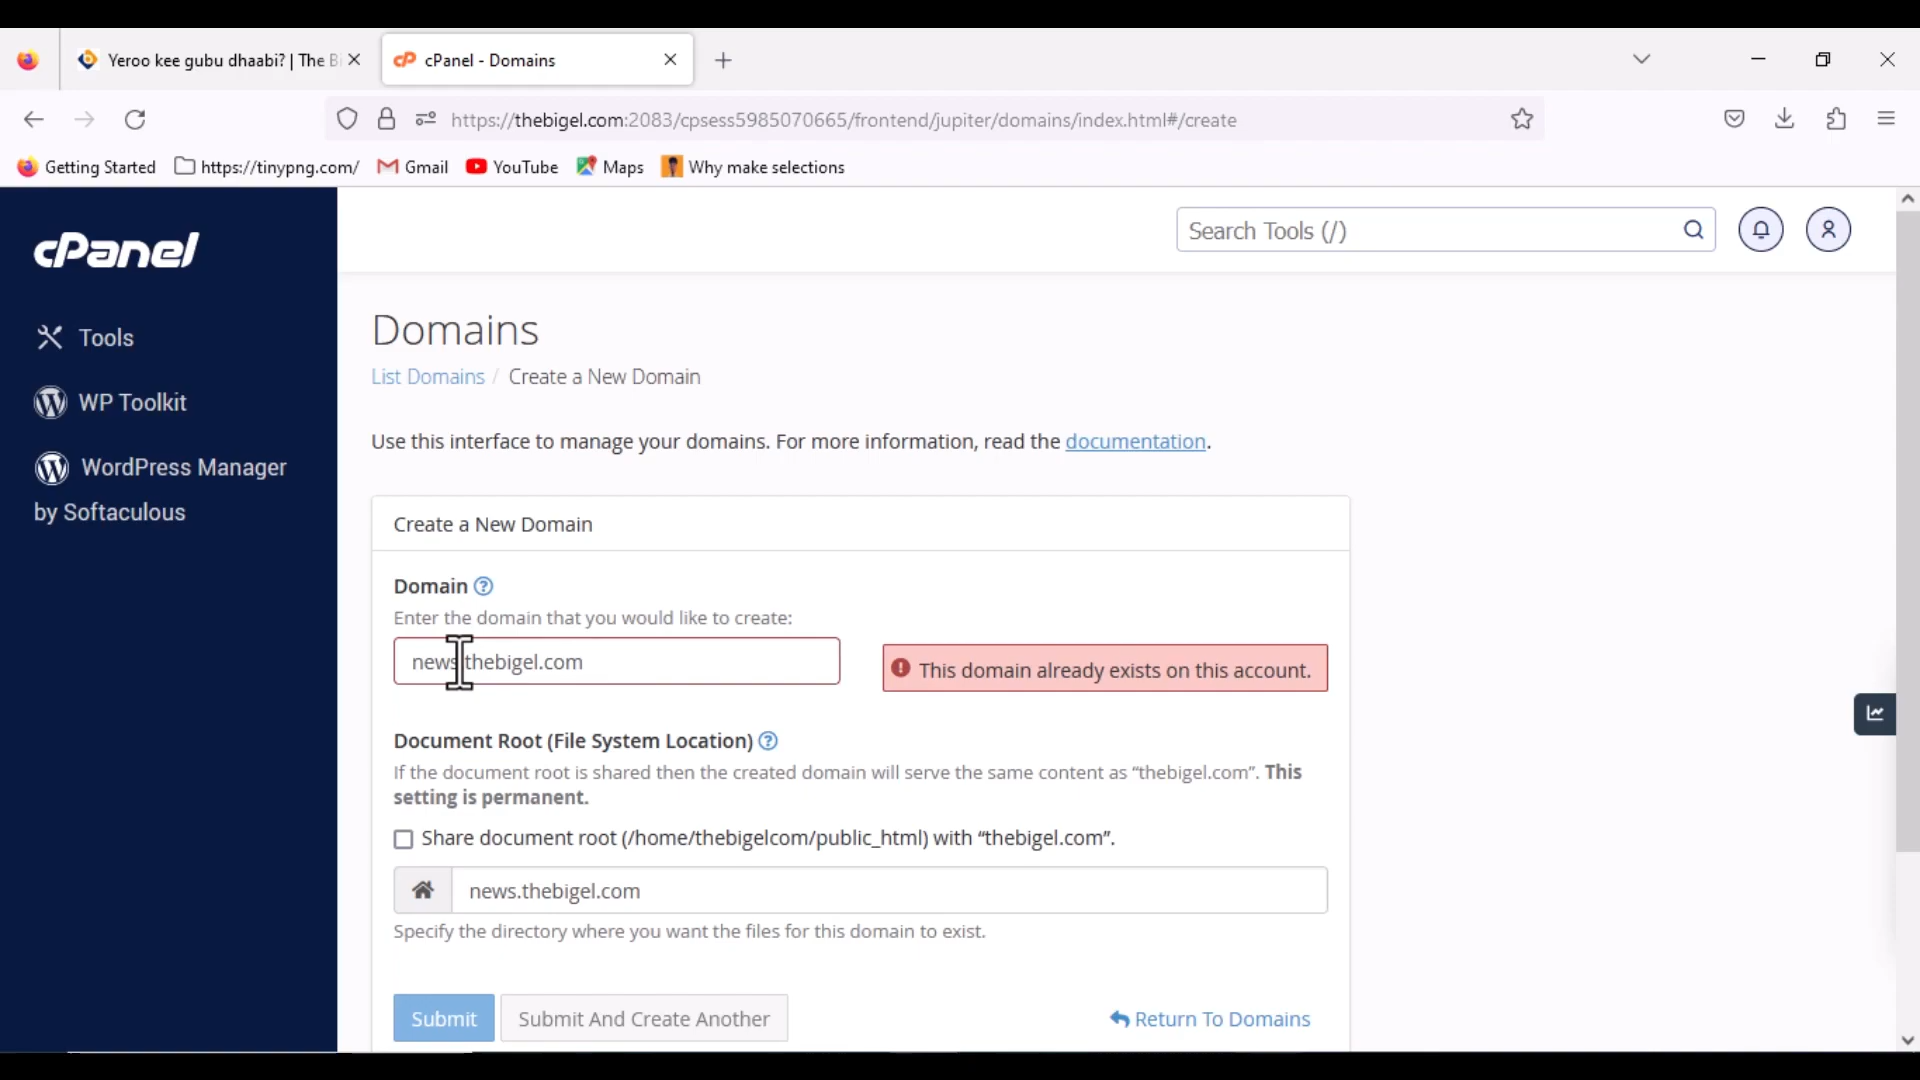 Yeroo kee gubu dhaabi? | The B
cPanel - Domains
https://thebigel.com:2083/cpsess5985070665/frontend/jupiter/domains/index.html#/create
Getting Started
https://tinypng.com/
Gmail
YouTube
Maps
Why make selections
cPanel
Search Tools (/)
Tools
WP Toolkit
WordPress Manager
by Softaculous
Domains
List Domains / Create a New Domain
Use this interface to manage your domains. For more information, read the documentation.
Create a New Domain
Domain
Enter the domain that you would like to create:
news.thebigel.com
This domain already exists on this account.
Document Root (File System Location)
If the document root is shared then the created domain will serve the same content as “thebigel.com”. This
setting is permanent.
Share document root (/home/thebigelcom/public_html) with “thebigel.com”.
news.thebigel.com
Specify the directory where you want the files for this domain to exist.
Submit
Submit And Create Another
Return To Domains